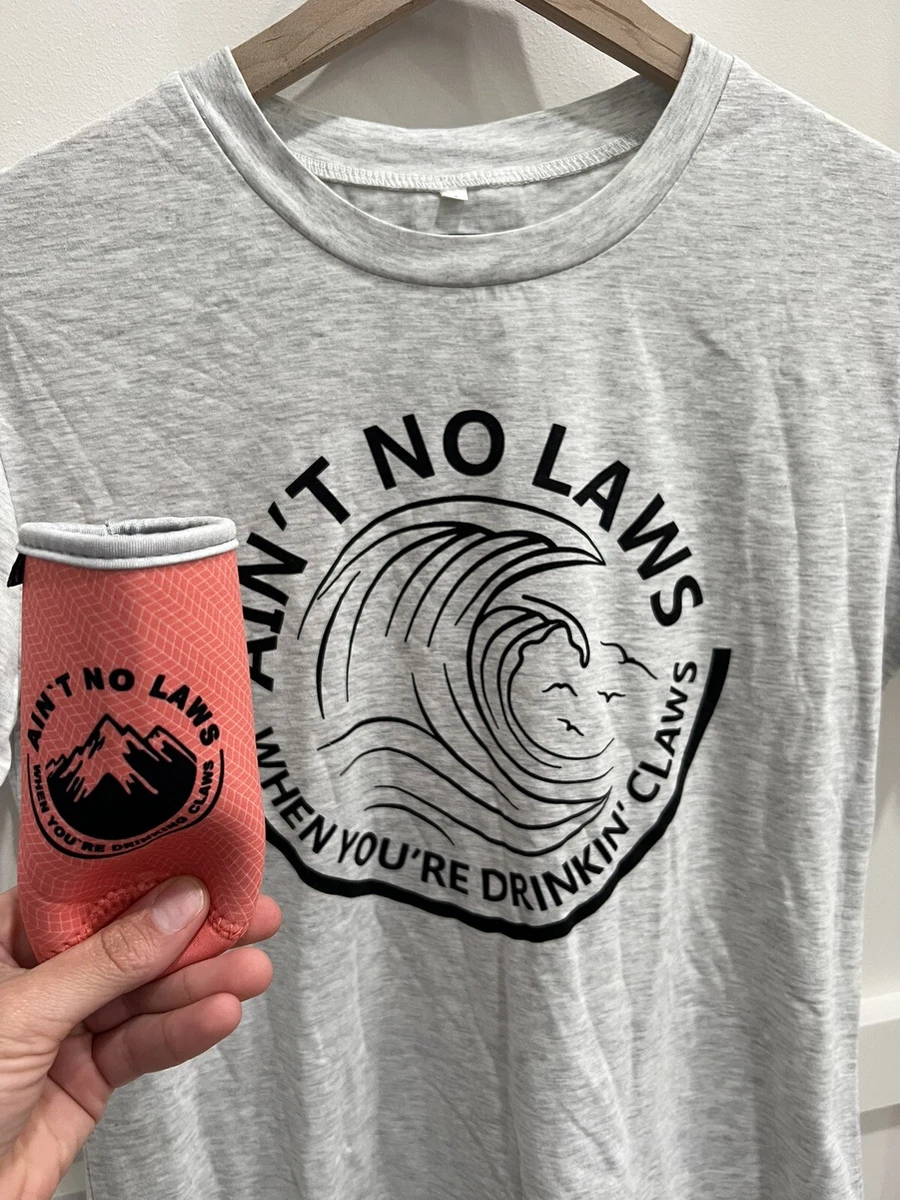 AIN'T NO LAWS
WHEN YOU'RE DRINKIN' CLAWS
AIN'T NO LAWS
WHEN YOU'RE DRINKING CLAWS